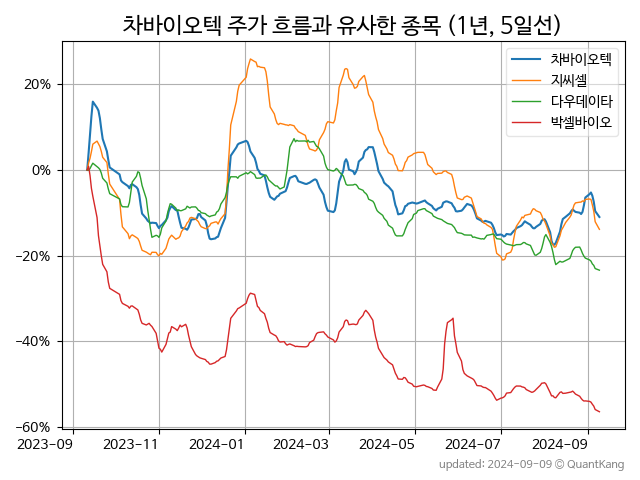 차바이오텍 주가 흐름과 유사한 종목 (1년, 5일선)
차바이오텍
지씨셀
다우데이타
박셀바이오
20%
0%
−20%
−40%
−60%
2023-09 2023-11 2024-01 2024-03 2024-05 2024-07 2024-09
updated: 2024-09-09 © QuantKang